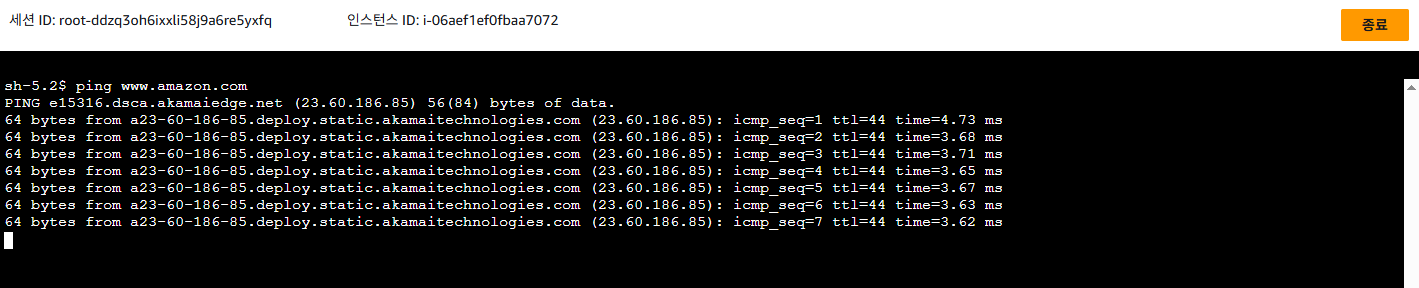 세션 ID: root-ddzq3oh6ixxli58j9a6re5yxfq 인스턴스 ID: i-06aef1ef0fbaa7072 종료
sh-5.2$ ping www.amazon.com
PING e15316.dsca.akamaiedge.net (23.60.186.85) 56(84) bytes of data.
64 bytes from a23-60-186-85.deploy.static.akamaitechnologies.com (23.60.186.85): icmp_seq=1 ttl=44 time=4.73 ms
64 bytes from a23-60-186-85.deploy.static.akamaitechnologies.com (23.60.186.85): icmp_seq=2 ttl=44 time=3.68 ms
64 bytes from a23-60-186-85.deploy.static.akamaitechnologies.com (23.60.186.85): icmp_seq=3 ttl=44 time=3.71 ms
64 bytes from a23-60-186-85.deploy.static.akamaitechnologies.com (23.60.186.85): icmp_seq=4 ttl=44 time=3.65 ms
64 bytes from a23-60-186-85.deploy.static.akamaitechnologies.com (23.60.186.85): icmp_seq=5 ttl=44 time=3.67 ms
64 bytes from a23-60-186-85.deploy.static.akamaitechnologies.com (23.60.186.85): icmp_seq=6 ttl=44 time=3.63 ms
64 bytes from a23-60-186-85.deploy.static.akamaitechnologies.com (23.60.186.85): icmp_seq=7 ttl=44 time=3.62 ms